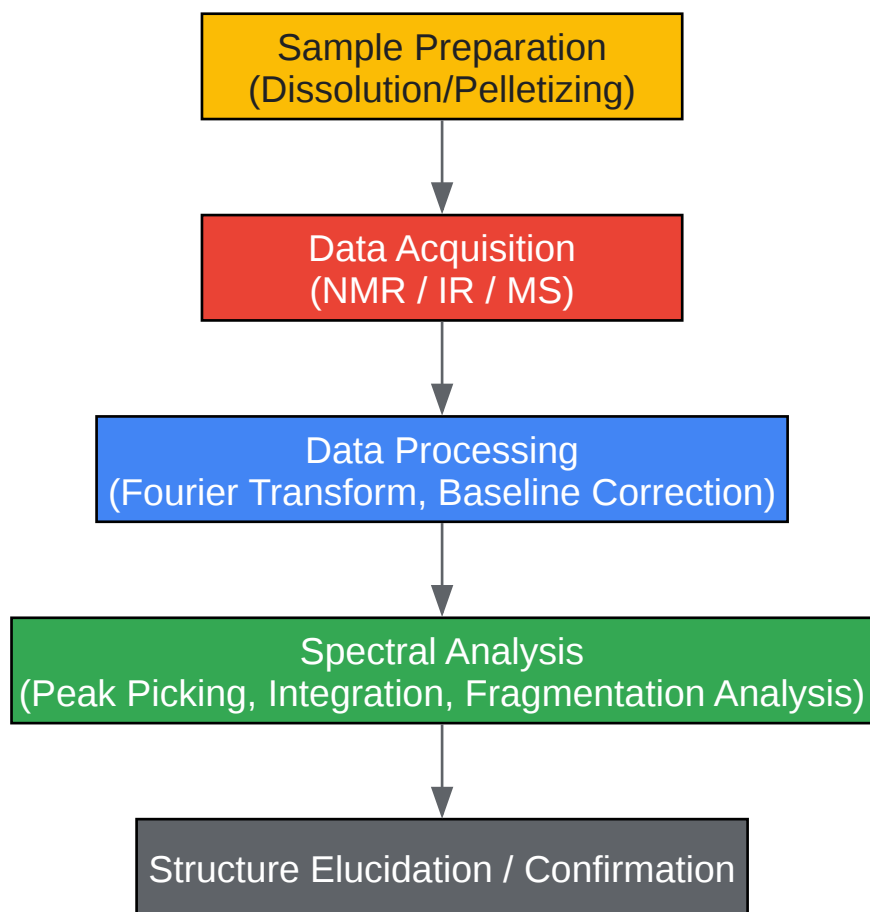 Sample Preparation
(Dissolution/Pelletizing)
Data Acquisition
(NMR / IR / MS)
Data Processing
(Fourier Transform, Baseline Correction)
Spectral Analysis
(Peak Picking, Integration, Fragmentation Analysis)
Structure Elucidation / Confirmation